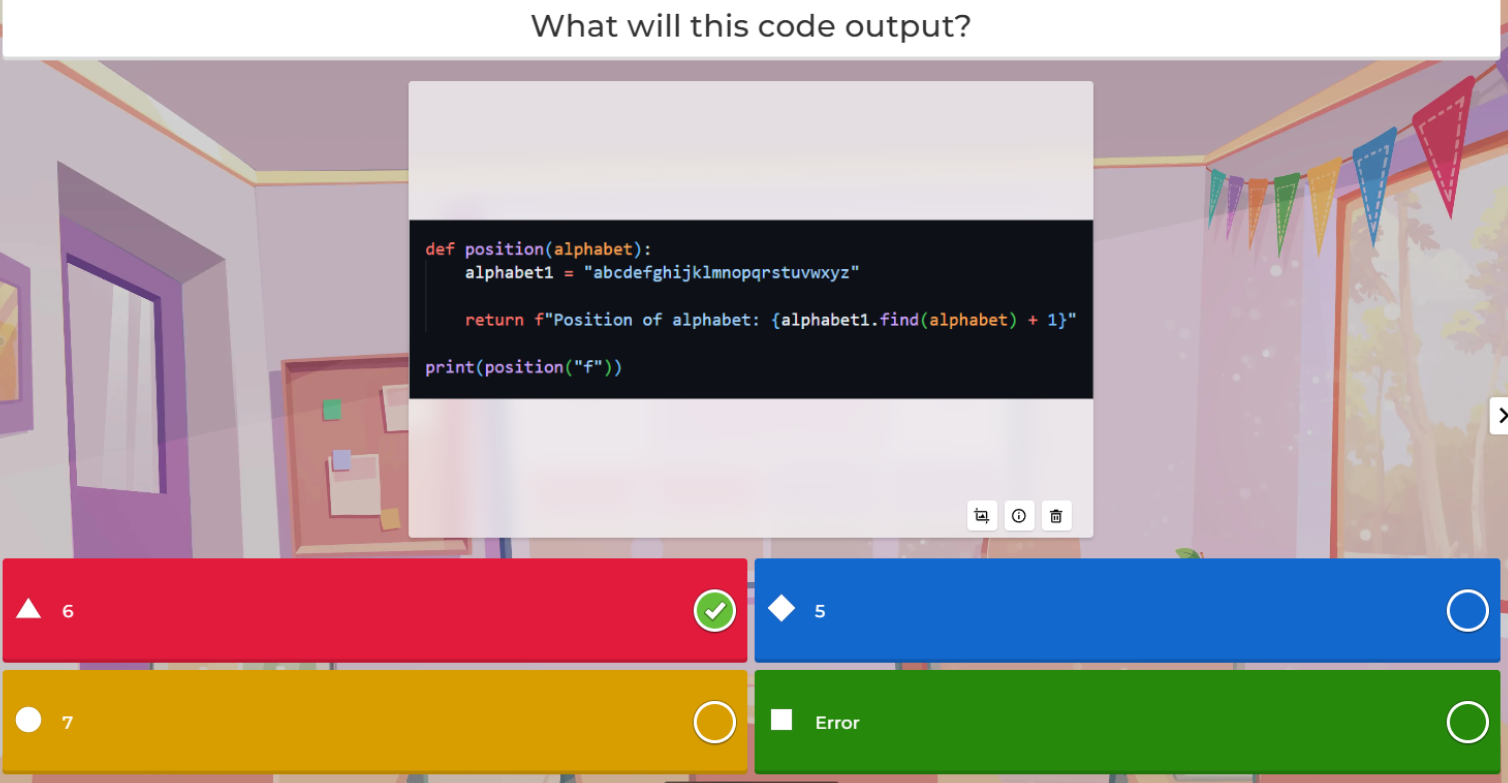 What will this code output?
def position(alphabet):
    alphabet1 = "abcdefghijklmnopqrstuvwxyz"
    return f"Position of alphabet: {alphabet1.find(alphabet) + 1}"
print(position("f"))
6
5
7
Error